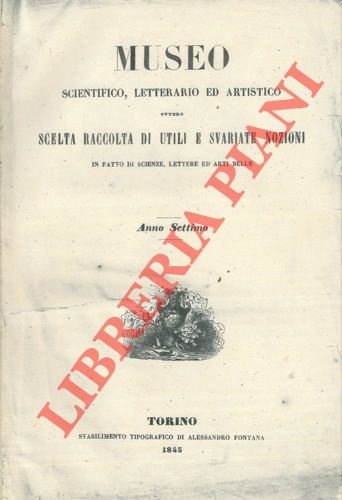 MUSEO
SCIENTIFICO, LETTERARIO ED ARTISTICO
OVVERO
SCELTA RACCOLTA DI UTILI E SVARIATE NOZIONI
IN FATTO DI SCIENZE, LETTERE ED ARTI BELLE
Anno Settimo
LIBRERIA PIANI
TORINO
STABILIMENTO TIPOGRAFICO DI ALESSANDRO FONTANA
1845